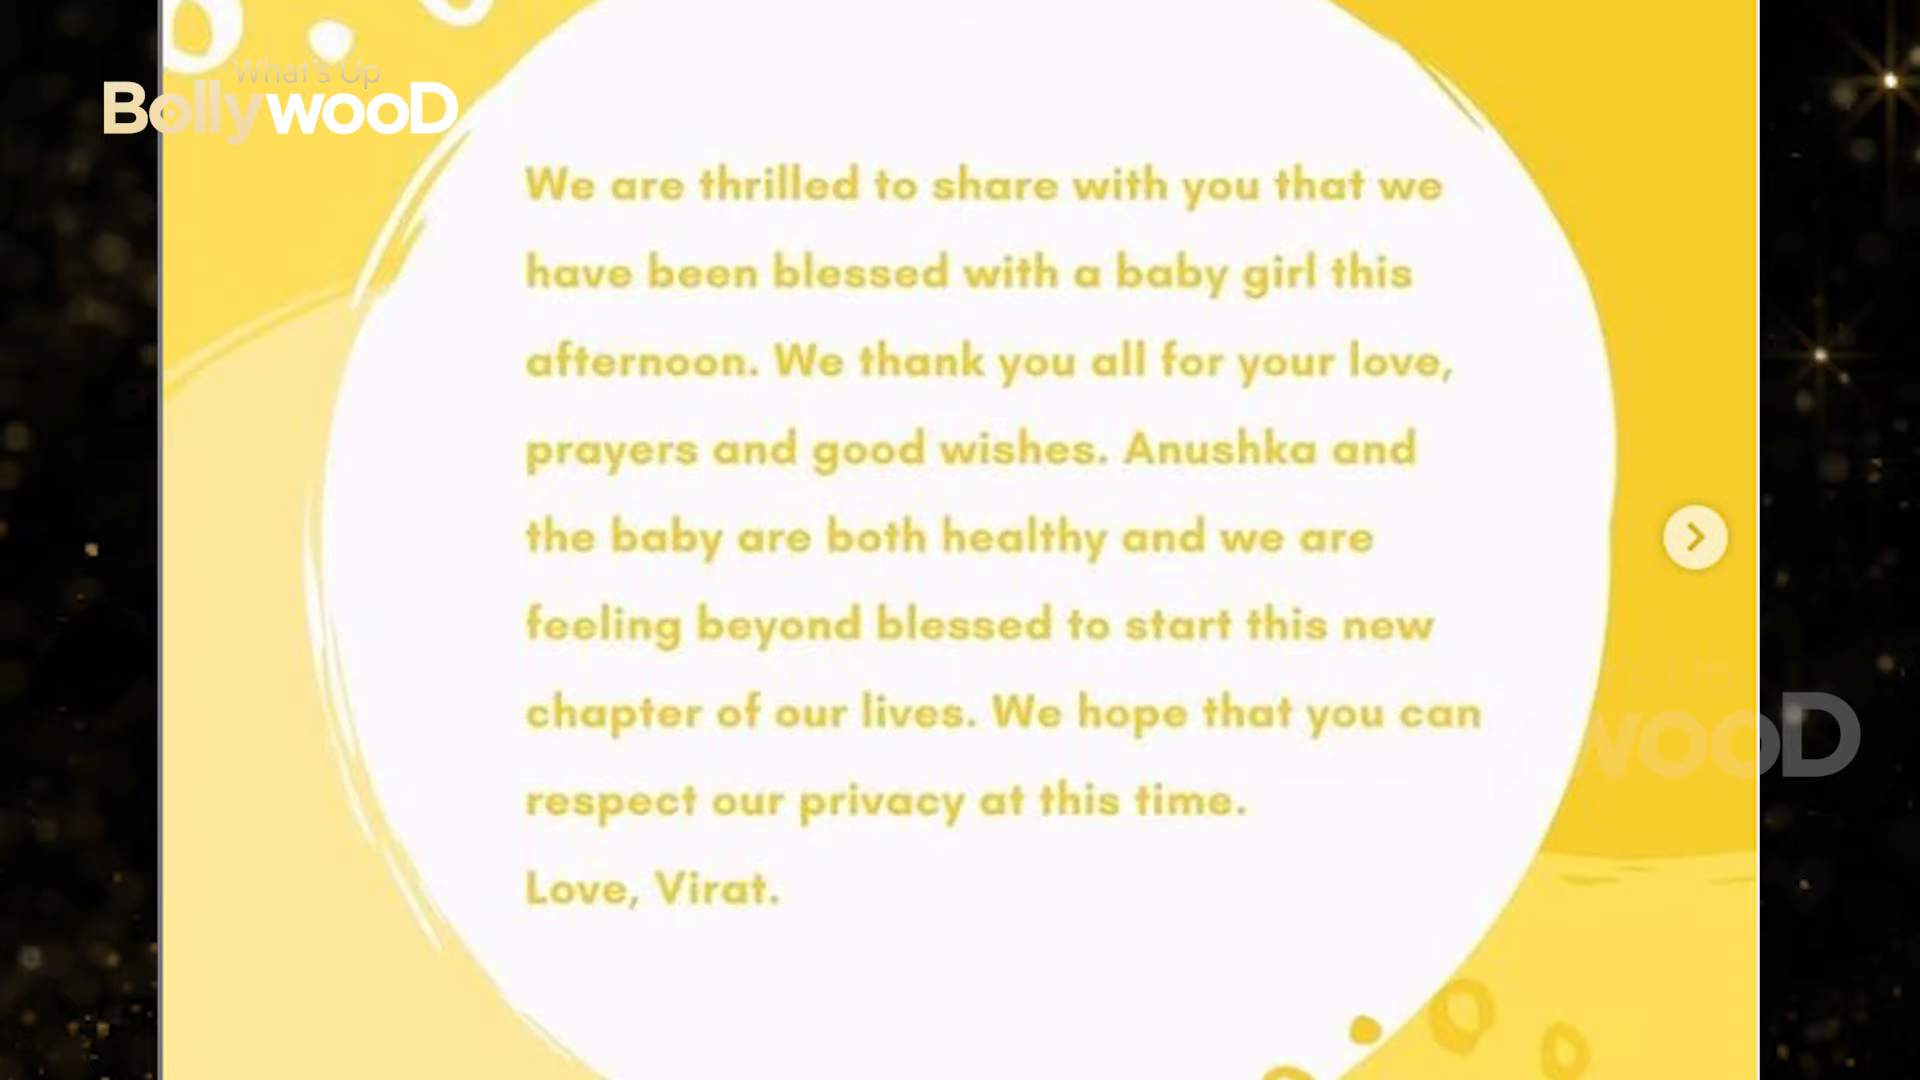 What's Up
BollywooD
We are thrilled to share with you that we
have been blessed with a baby girl this
afternoon. We thank you all for your love,
prayers and good wishes. Anushka and
the baby are both healthy and we are
feeling beyond blessed to start this new
chapter of our lives. We hope that you can
respect our privacy at this time.
Love, Virat.